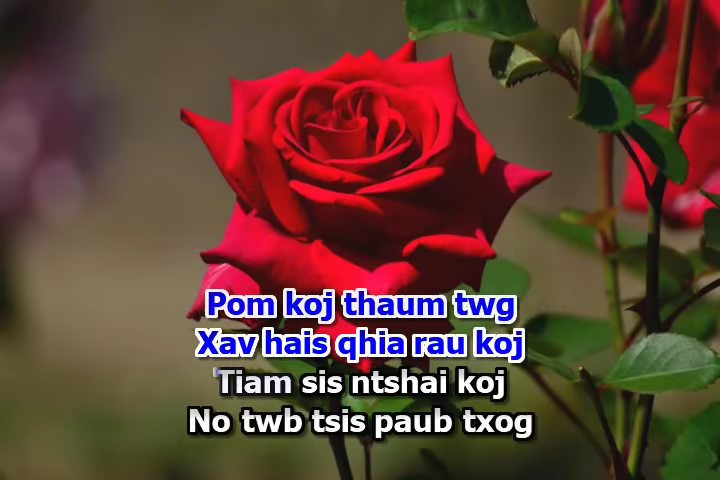 Pom koj thaum twg
Xav hais qhia rau koj
Tiam sis ntshai koj
No twb tsis paub txog